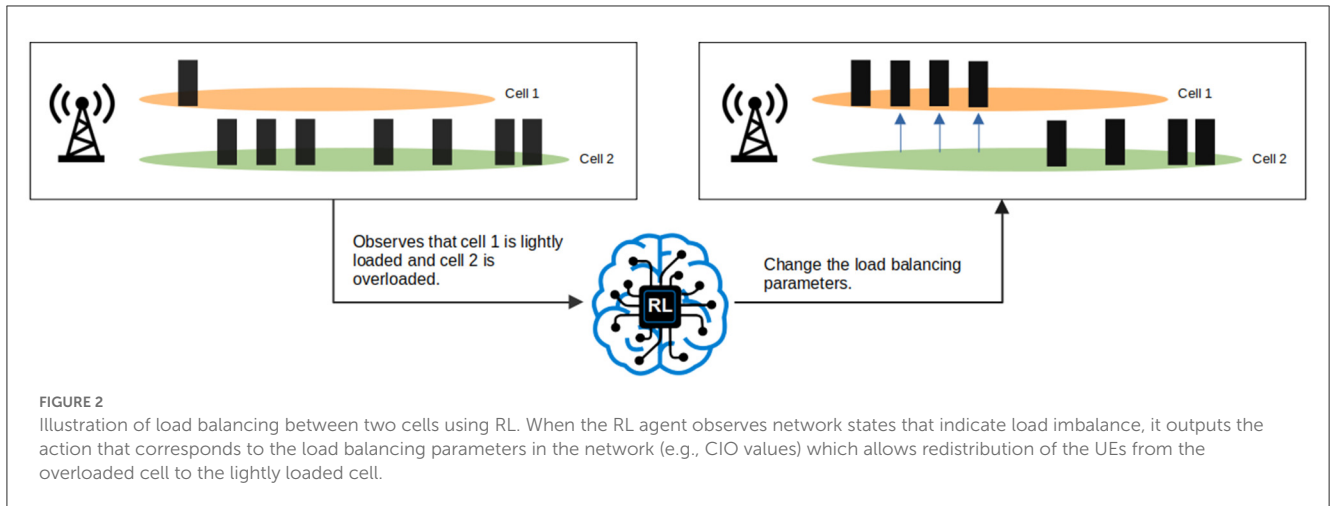 Cell 1
Cell 2
Cell 1
Cell 2
Observes that cell 1 is lightly
loaded and cell 2 is
overloaded.
RL
Change the load balancing
parameters.
FIGURE 2
Illustration of load balancing between two cells using RL. When the RL agent observes network states that indicate load imbalance, it outputs the
action that corresponds to the load balancing parameters in the network (e.g., CIO values) which allows redistribution of the UEs from the
overloaded cell to the lightly loaded cell.